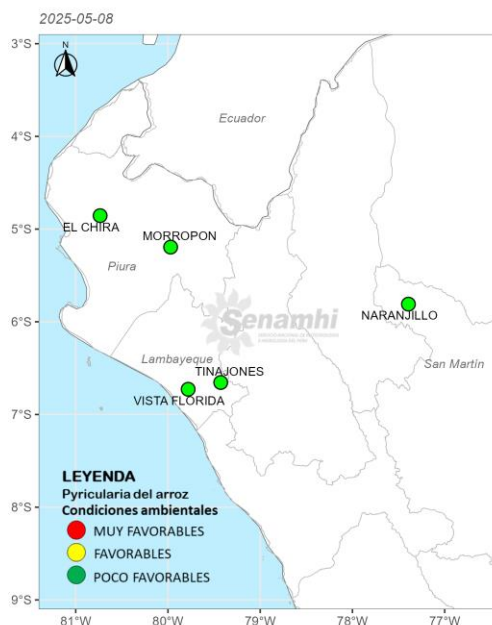 2025-05-08
3°S
N
Ecuador
4°S
EL CHIRA
5°S
MORROPON
Piura
NARANJILLO
6°S
Senamhi
Lambayeque
TINAJONES
San Martín
VISTA FLORIDA
7°S
LEYENDA
Pyricularia del arroz
Condiciones ambientales
MUY FAVORABLES
8°S
FAVORABLES
POCO FAVORABLES
9°S
81°W
80°W
79°W
78°W
77°W